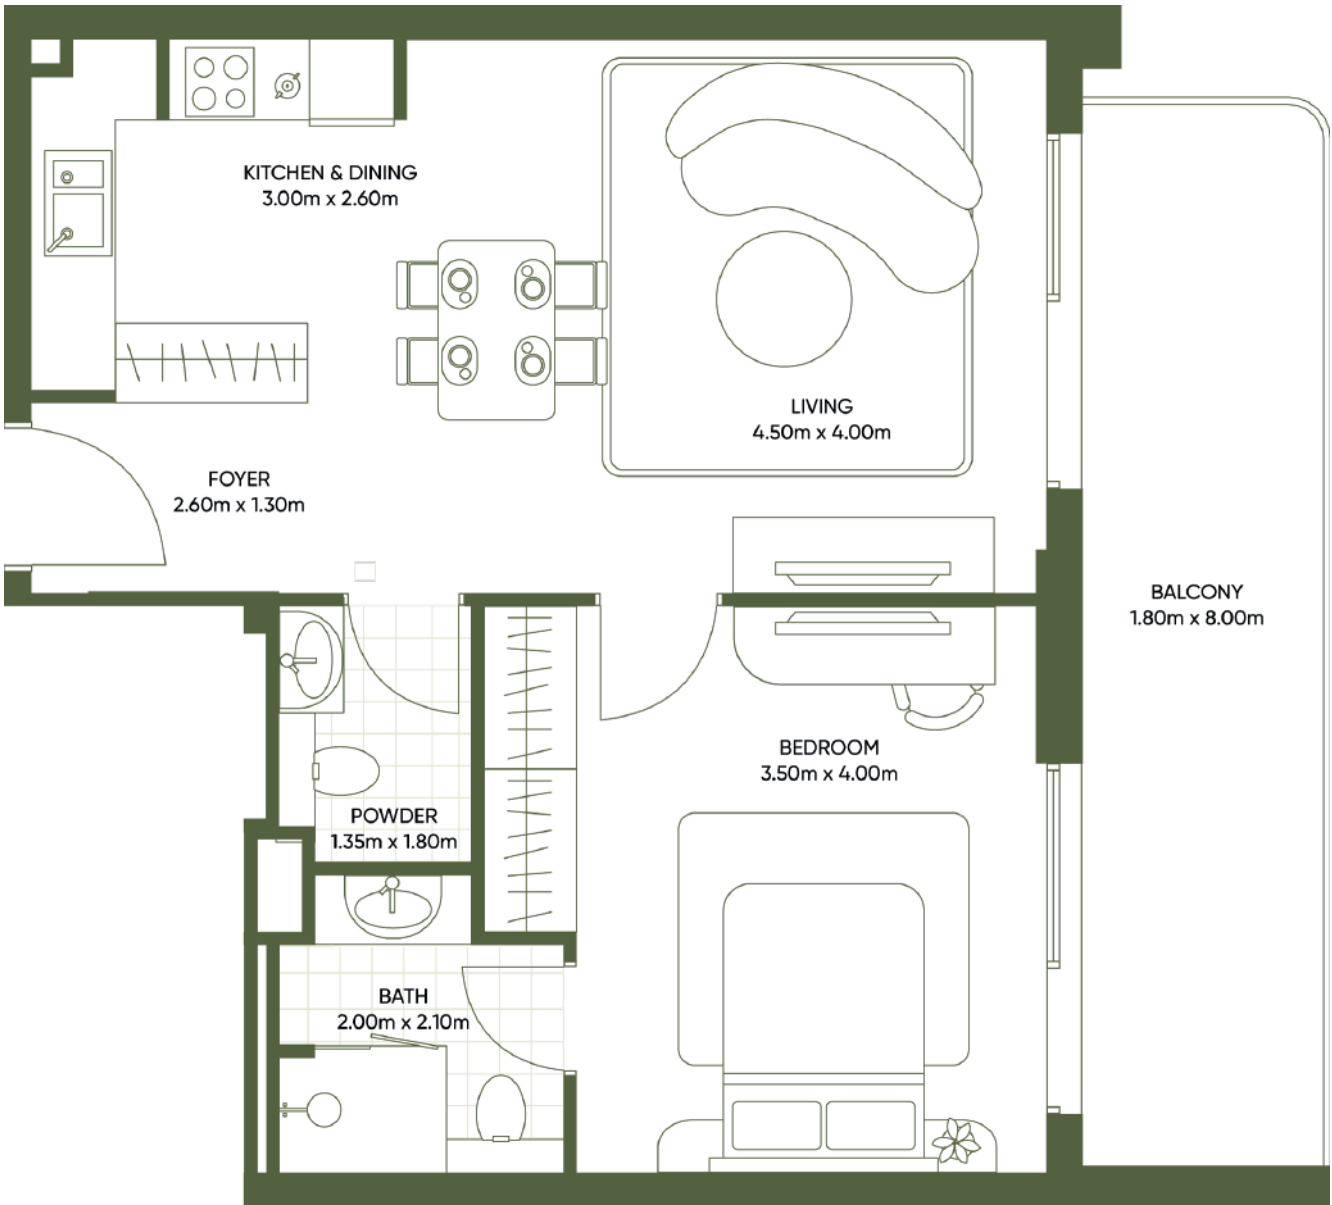 KITCHEN & DINING
3.00m x 2.60m
LIVING
4.50m x 4.00m
FOYER
2.60m x 1.30m
BALCONY
1.80m x 8.00m
BEDROOM
3.50m x 4.00m
POWDER
1.35m x 1.80m
BATH
2.00m x 2.10m